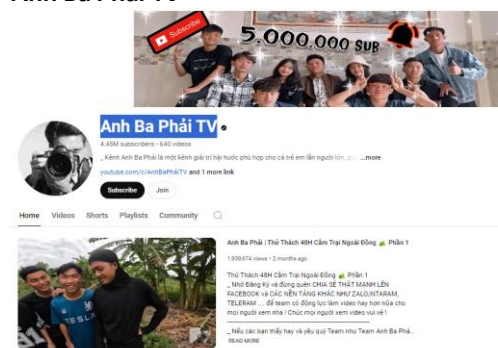 Subscribe
5.000.000 SUB
Anh Ba Phải TV
4.45M subscribers • 640 videos
_ Kênh Anh Ba Phải là một kênh giải trí hài hước phù hợp cho cả trẻ em lẫn người lớn, ...more
youtube.com/c/AnhBaPhảiTV and 1 more link
Subscribe Join
Home Videos Shorts Playlists Community
Anh Ba Phải | Thử Thách 48H Cắm Trại Ngoài Đồng Phần 1
1,939,674 views • 2 months ago
Thử Thách 48H Cắm Trại Ngoài Đồng Phần 1
_ Nhớ Đăng Ký và đừng quên CHIA SẺ THẬT MẠNH LÊN
FACEBOOK và CÁC NỀN TẢNG KHÁC NHƯ ZALO,INTARAM,
TELERAM .... để team có động lực làm video hay hơn nữa cho
mọi người xem nha ! Chúc mọi người xem video vui vẻ !
_ Nếu các bạn thấy hay và yêu quý Team như Team Anh Ba Phả...
READ MORE